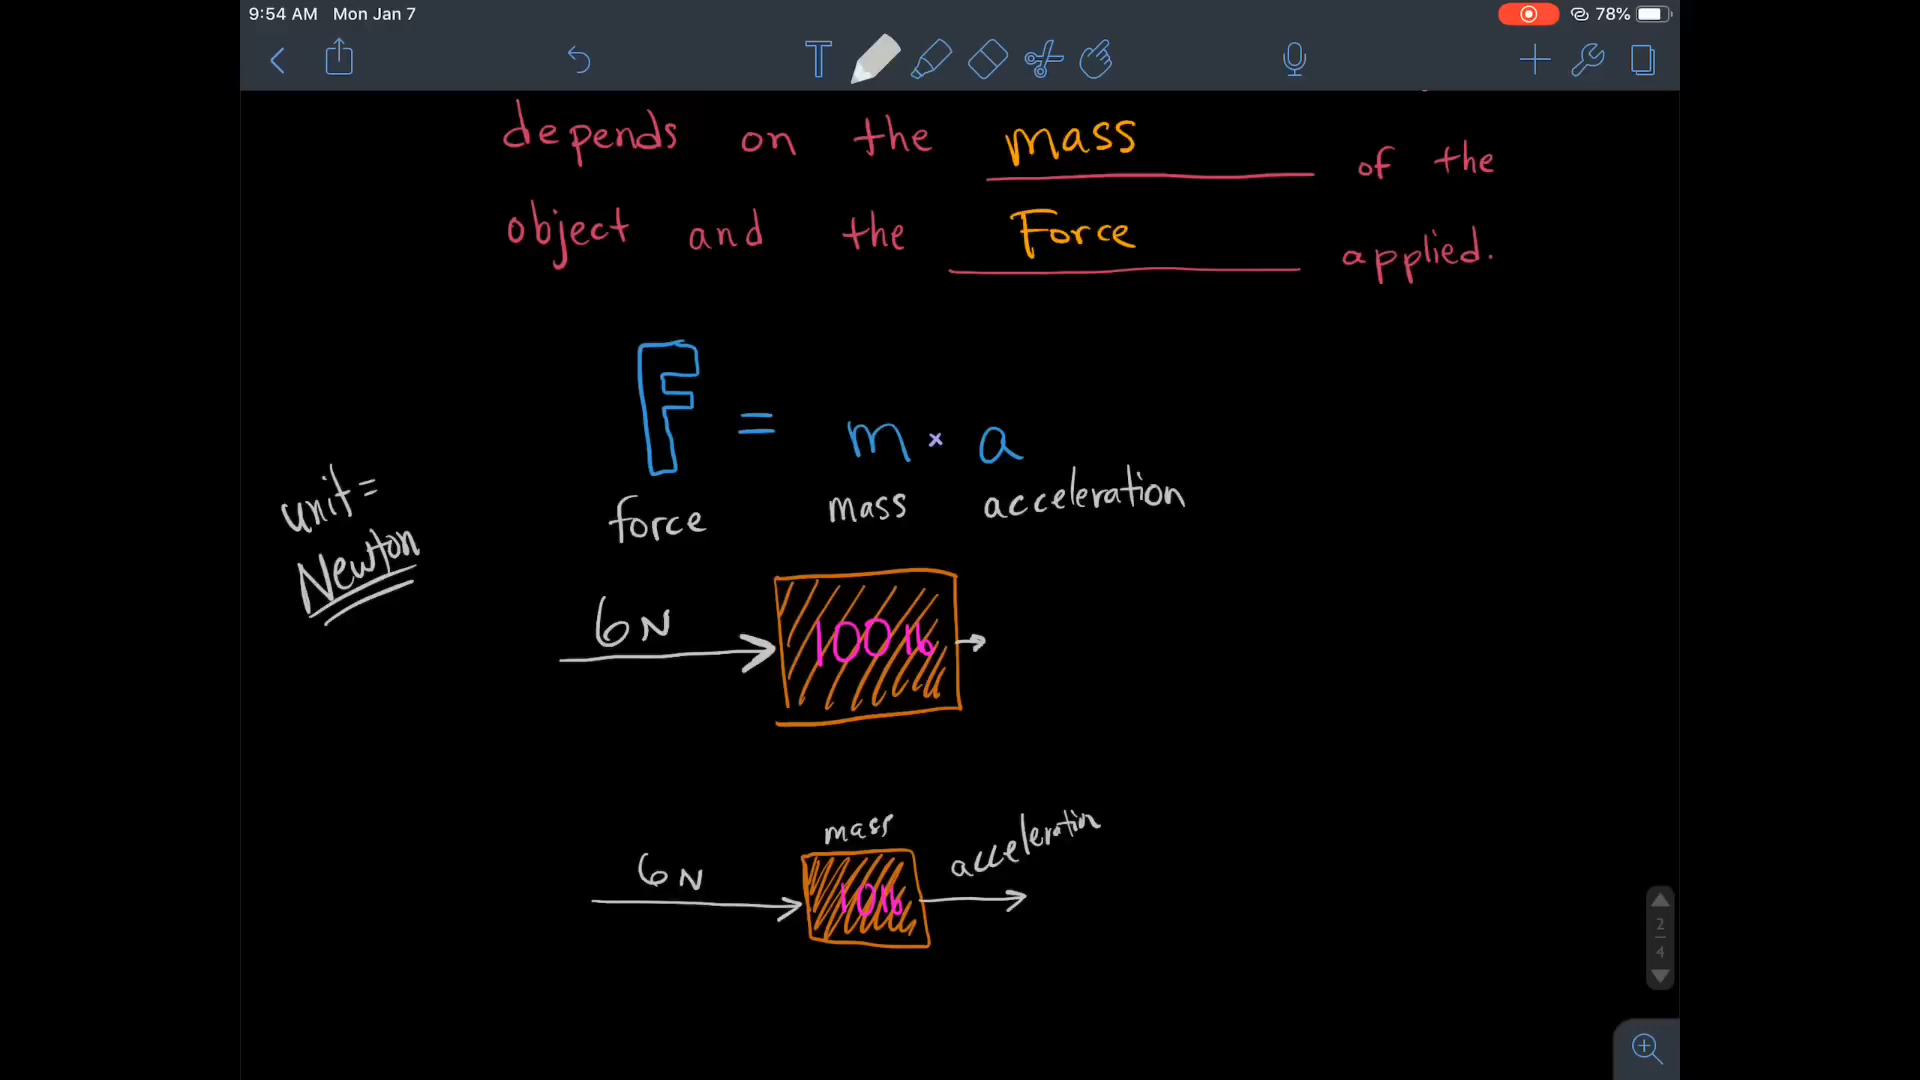 9:54 AM Mon Jan 7
78%
T
depends on the mass of the
object and the Force applied.
F = m × a
force mass acceleration
unit =
Newton
6N
100 lb
mass
acceleratin
6N
10 lb
2
4